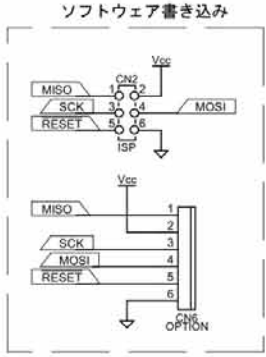 ソフトウェア書き込み
CN2
Vcc
MISO 1 2
SCK 3 4 MOSI
RESET 5 6
ISP
Vcc
MISO 1
2
SCK 3
MOSI 4
RESET 5
6
CN6
OPTION